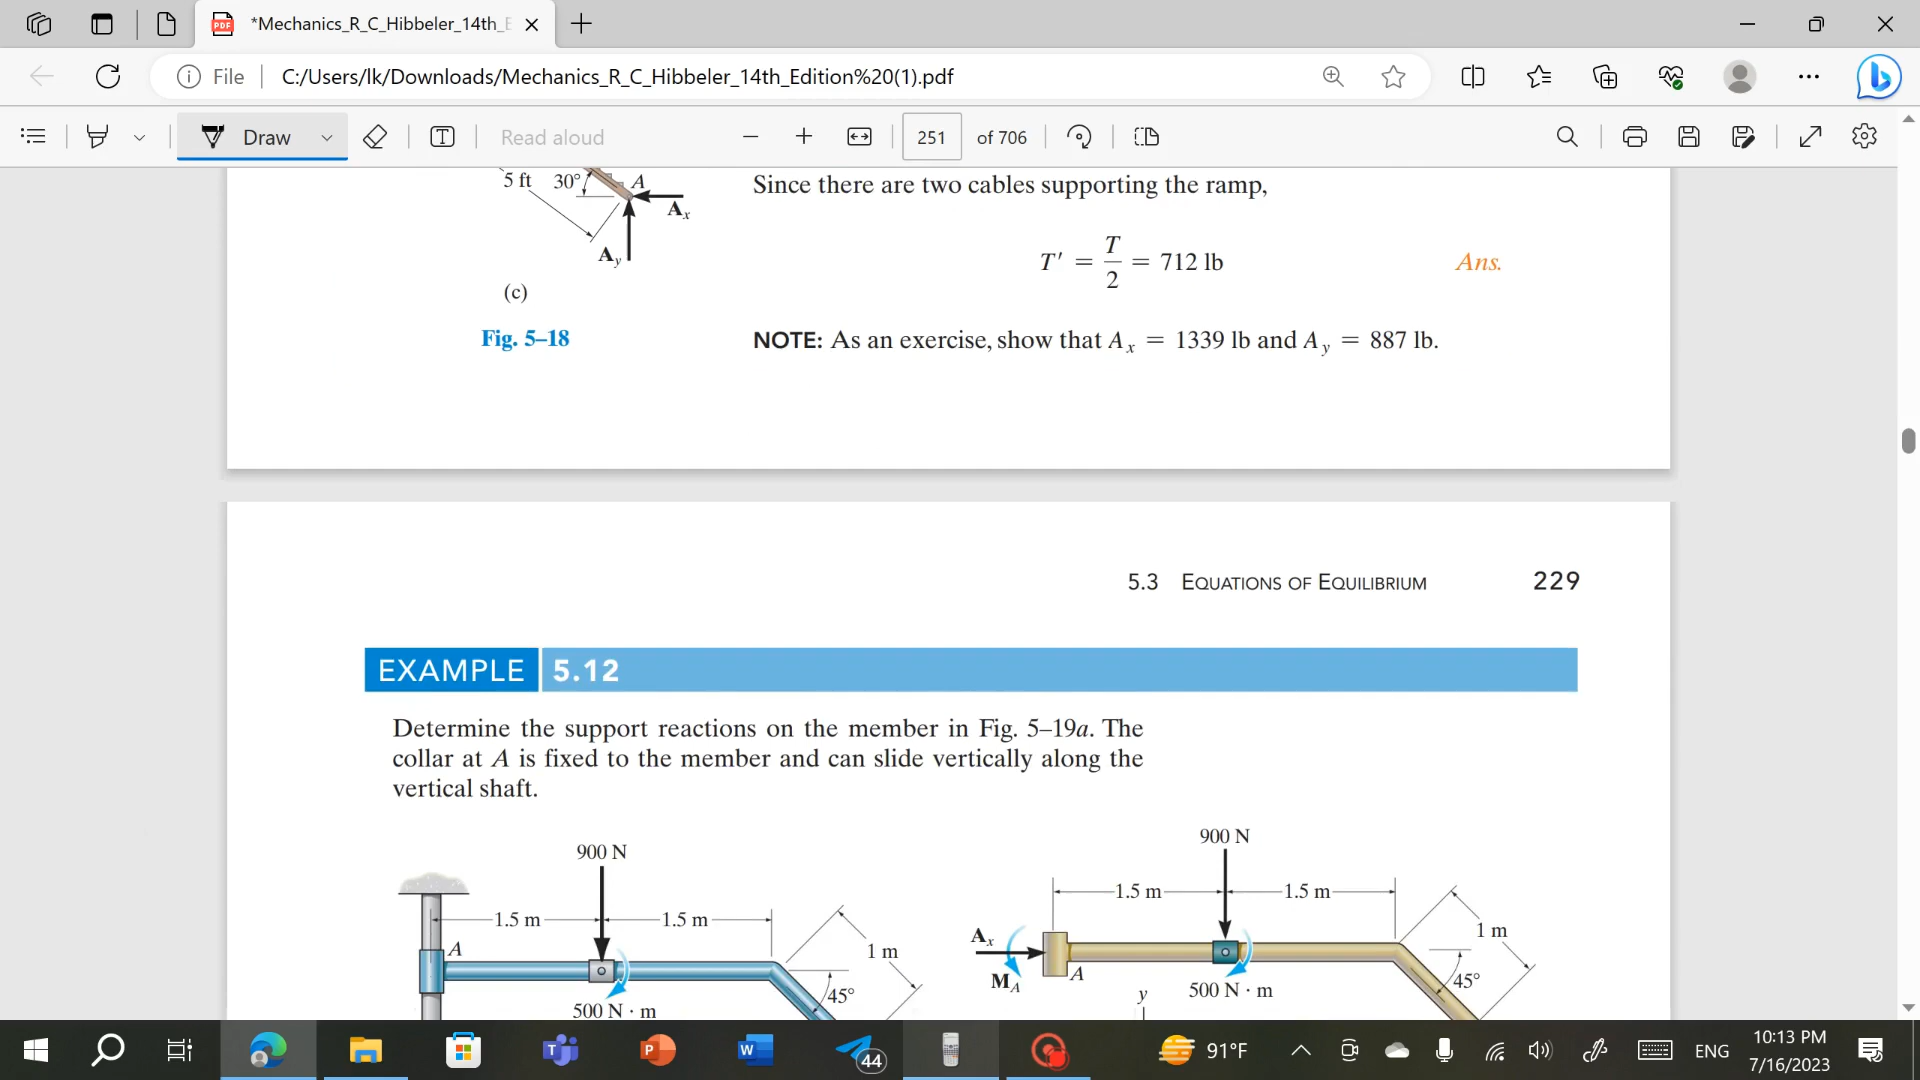 *Mechanics_R_C_Hibbeler_14th_E
File
C:/Users/lk/Downloads/Mechanics_R_C_Hibbeler_14th_Edition%20(1).pdf
Draw
Read aloud
251 of 706
5 ft 30° A
Ax
Ay
(c)
Fig. 5–18
Since there are two cables supporting the ramp,
T' = T/2 = 712 lb Ans.
NOTE: As an exercise, show that Ax = 1339 lb and Ay = 887 lb.
5.3 EQUATIONS OF EQUILIBRIUM 229
EXAMPLE 5.12
Determine the support reactions on the member in Fig. 5–19a. The
collar at A is fixed to the member and can slide vertically along the
vertical shaft.
900 N
1.5 m 1.5 m
A
1 m
45°
500 N · m
900 N
1.5 m 1.5 m
Ax
1 m
MA A
45°
500 N · m
y
44
91°F
ENG
10:13 PM
7/16/2023